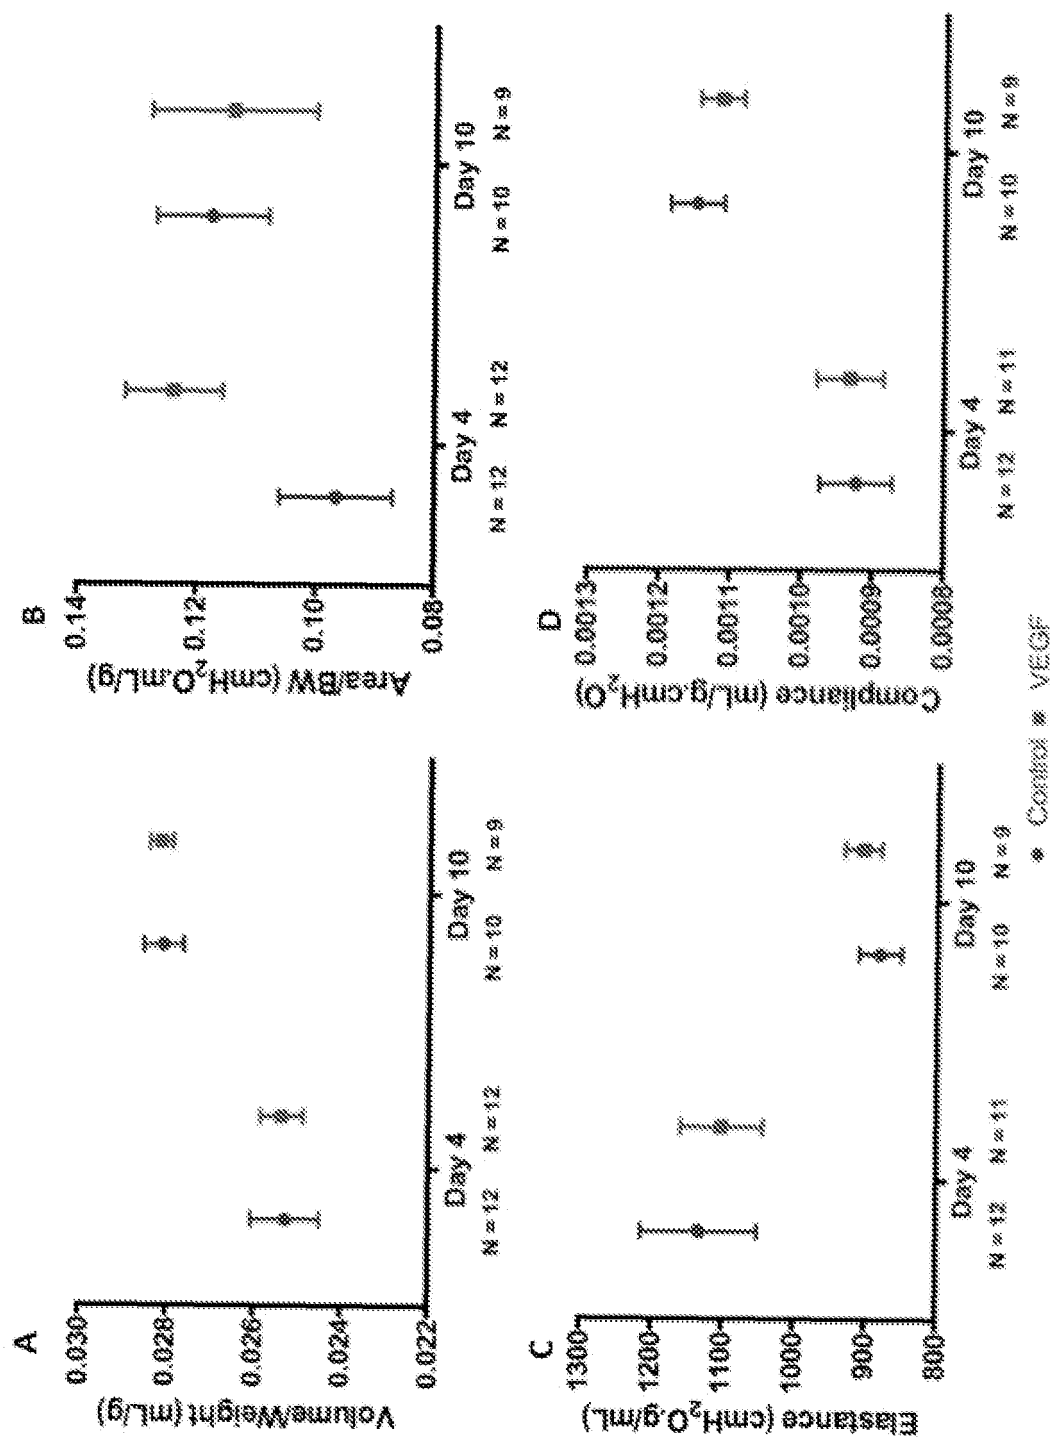 A
Volume/Weight (mL/g)
0.030
0.028
0.026
0.024
0.022
Day 4
Day 10
N=12
N=12
N=10
N=9
B
Area/BW (cmH₂O.mL/g)
0.14
0.12
0.10
0.08
Day 4
Day 10
N=12
N=12
N=10
N=9
C
Elastance (cmH₂O.g/mL)
1300
1200
1100
1000
900
800
Day 4
Day 10
N=12
N=11
N=10
N=9
D
Compliance (mL/g.cmH₂O)
0.0013
0.0012
0.0011
0.0010
0.0009
0.0008
Day 4
Day 10
N=12
N=11
N=10
N=9
Control VEGF